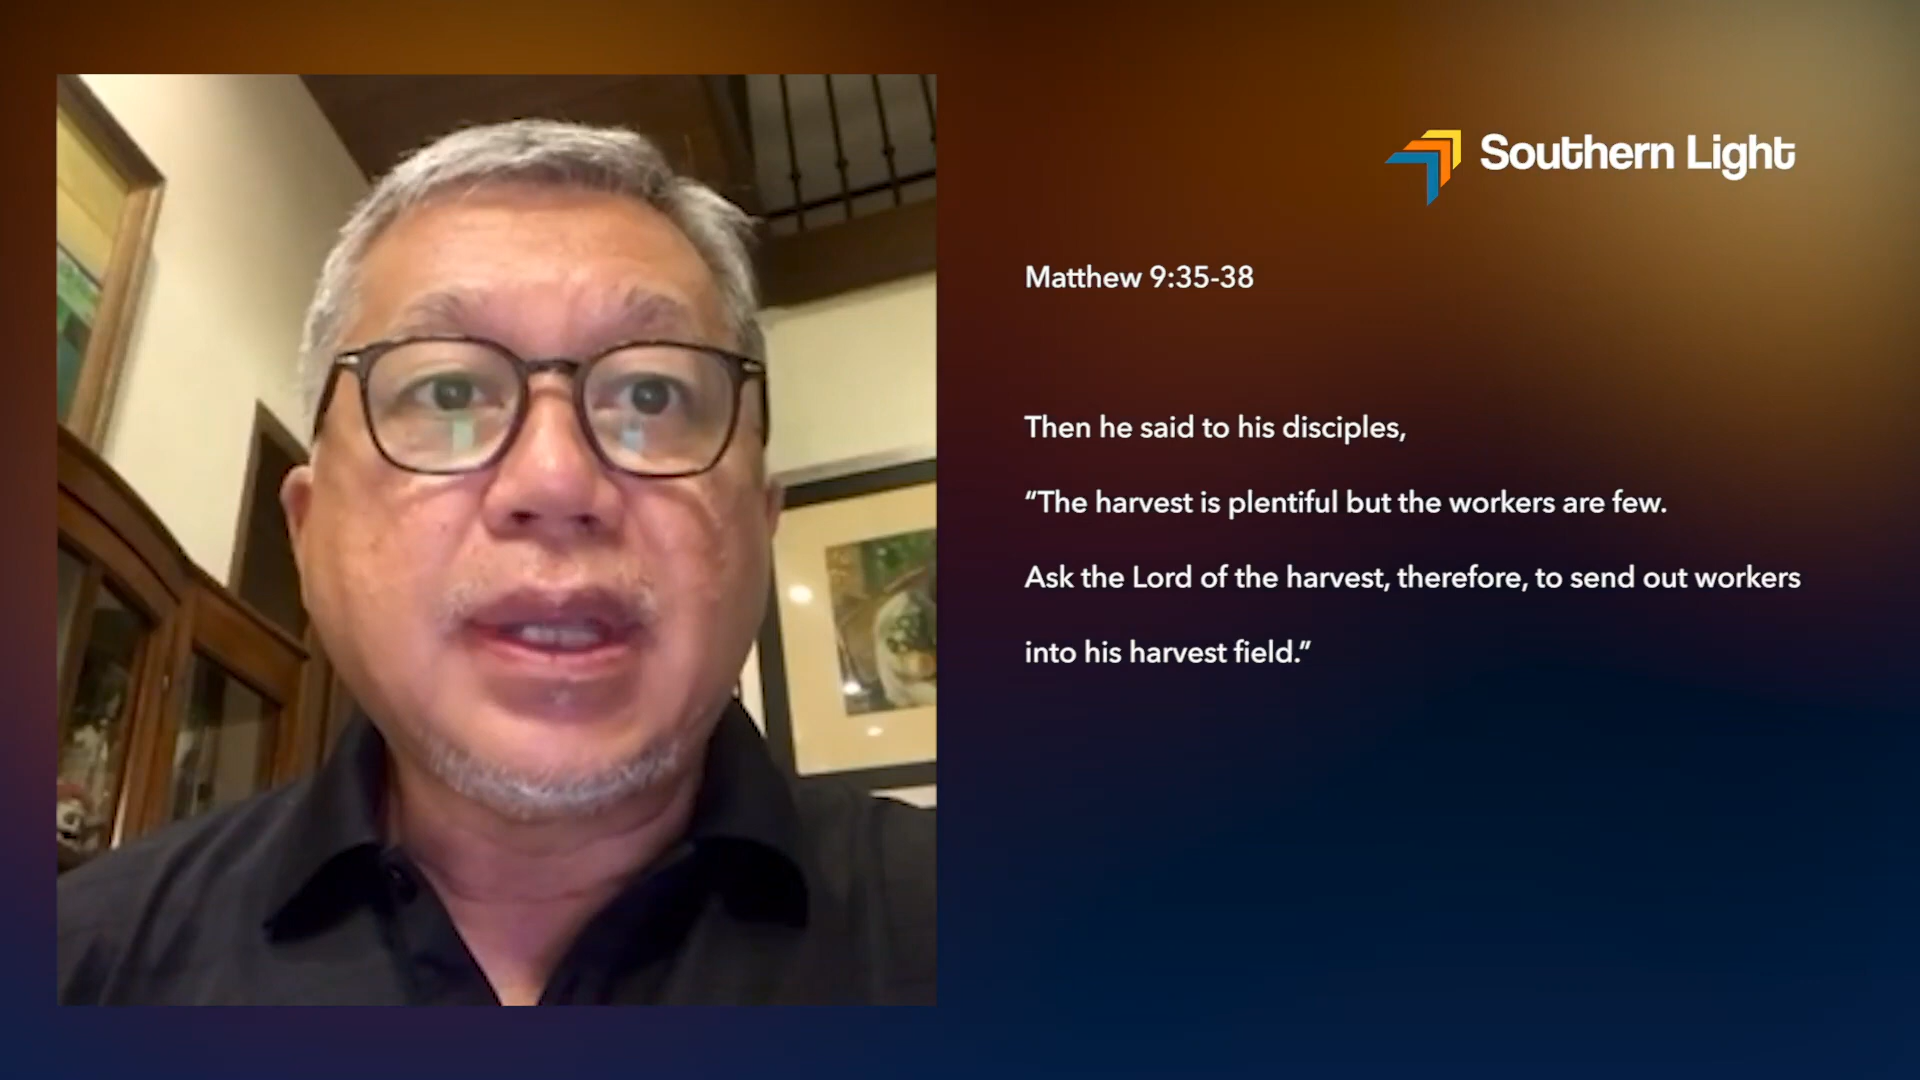 Southern Light
Matthew 9:35-38
Then he said to his disciples,
“The harvest is plentiful but the workers are few.
Ask the Lord of the harvest, therefore, to send out workers
into his harvest field.”